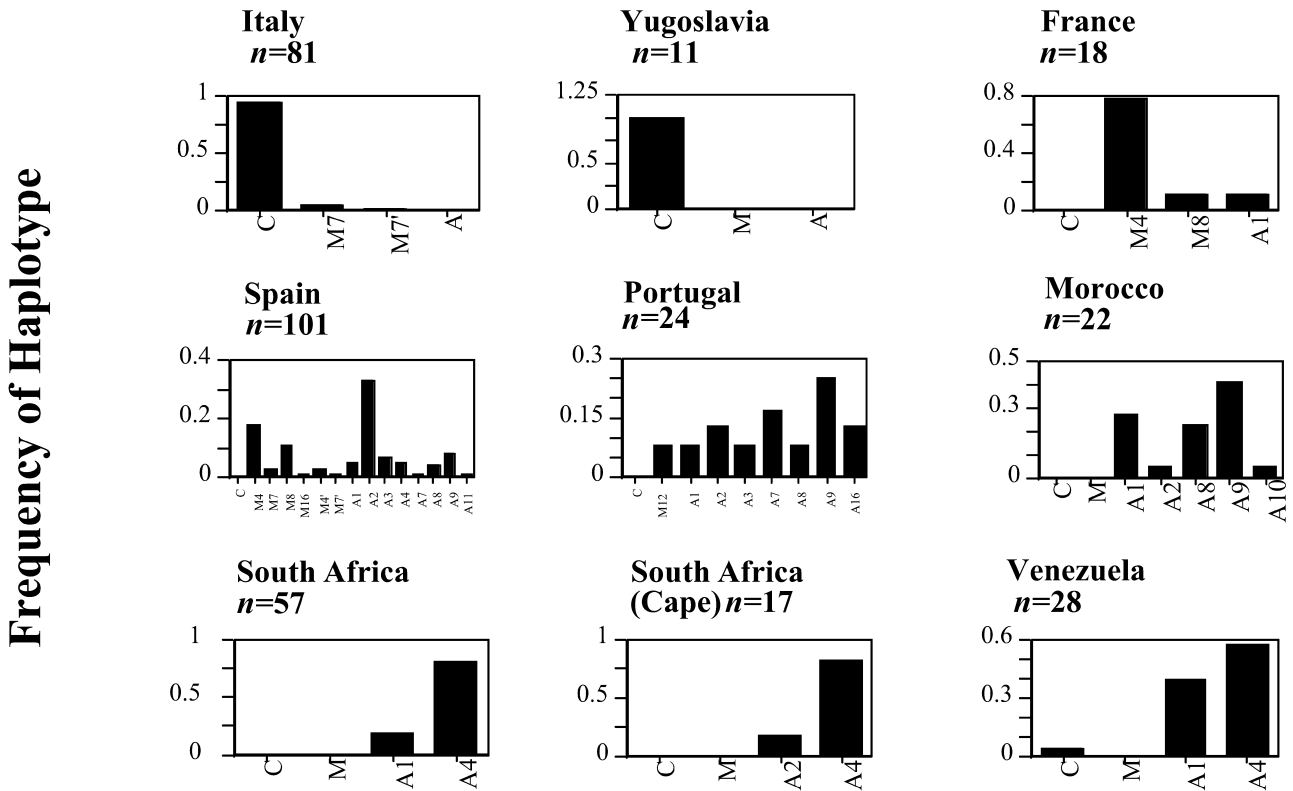 Frequency of Haplotype
Italy
n=81
1
0.5
0
C M7 M7' A
Yugoslavia
n=11
1.25
0.5
0
C M A
France
n=18
0.8
0.4
0
C M4 M8 A1
Spain
n=101
0.4
0.2
0
C M4 M7 M8 M16 M4' M7' A1 A2 A3 A4 A7 A8 A9 A11
Portugal
n=24
0.3
0.15
0
C M12 A1 A2 A3 A7 A8 A9 A16
Morocco
n=22
0.5
0.3
0
C M A1 A2 A8 A9 A10
South Africa
n=57
1
0.5
0
C M A1 A4
South Africa
(Cape) n=17
1
0.5
0
C M A2 A4
Venezuela
n=28
0.6
0.3
0
C M A1 A4